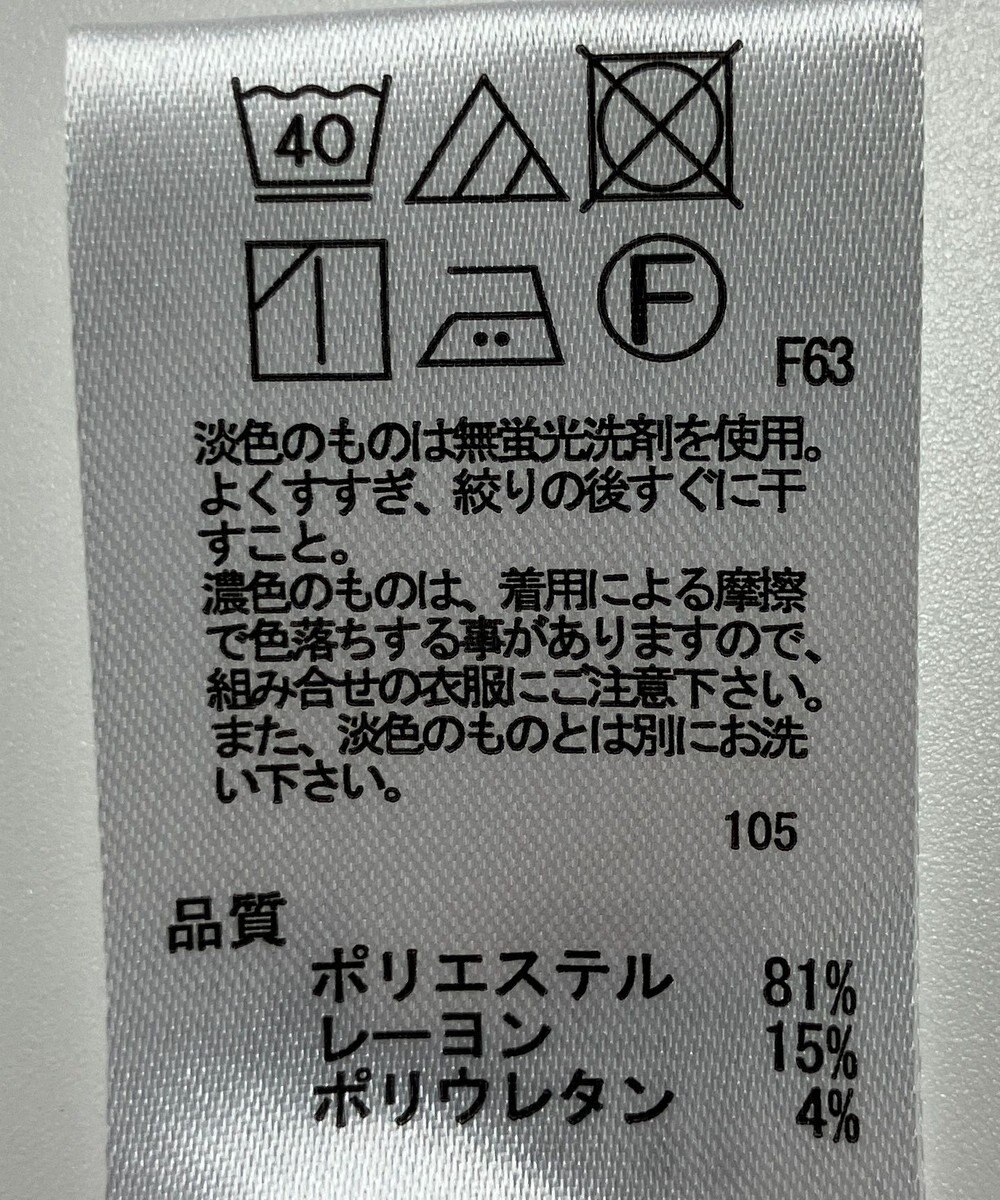 40
F
F63
淡色のものは無蛍光洗剤を使用。
よくすすぎ、絞りの後すぐに干
すこと。
濃色のものは、着用による摩擦
で色落ちする事がありますので、
組み合せの衣服にご注意下さい。
また、淡色のものとは別にお洗
い下さい。
105
品質
ポリエステル 81%
レーヨン 15%
ポリウレタン 4%